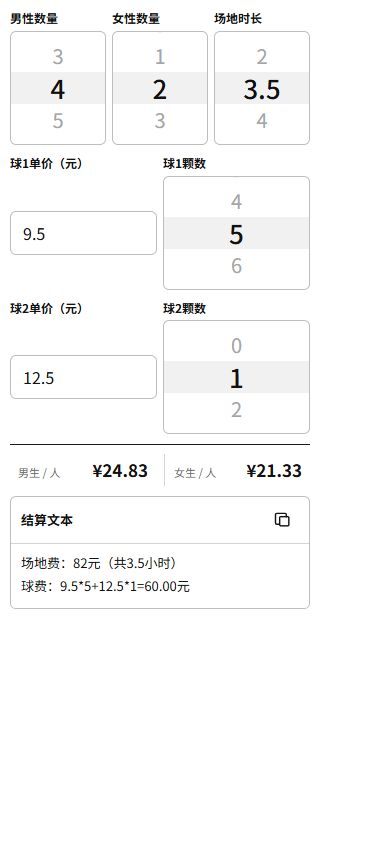 男性数量 女性数量 场地时长
3 1 2
4 2 3.5
5 3 4
球1单价（元） 球1颗数
4
9.5 5
6
球2单价（元） 球2颗数
0
12.5 1
2
男生 / 人 ¥24.83 女生 / 人 ¥21.33
结算文本
场地费：82元（共3.5小时）
球费：9.5*5+12.5*1=60.00元